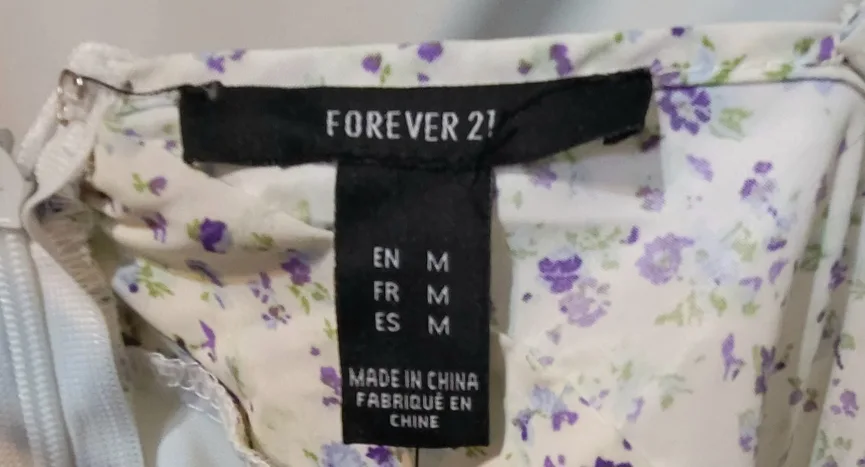 FOREVER 21
EN M
FR M
ES M
MADE IN CHINA
FABRIQUÉ EN
CHINE